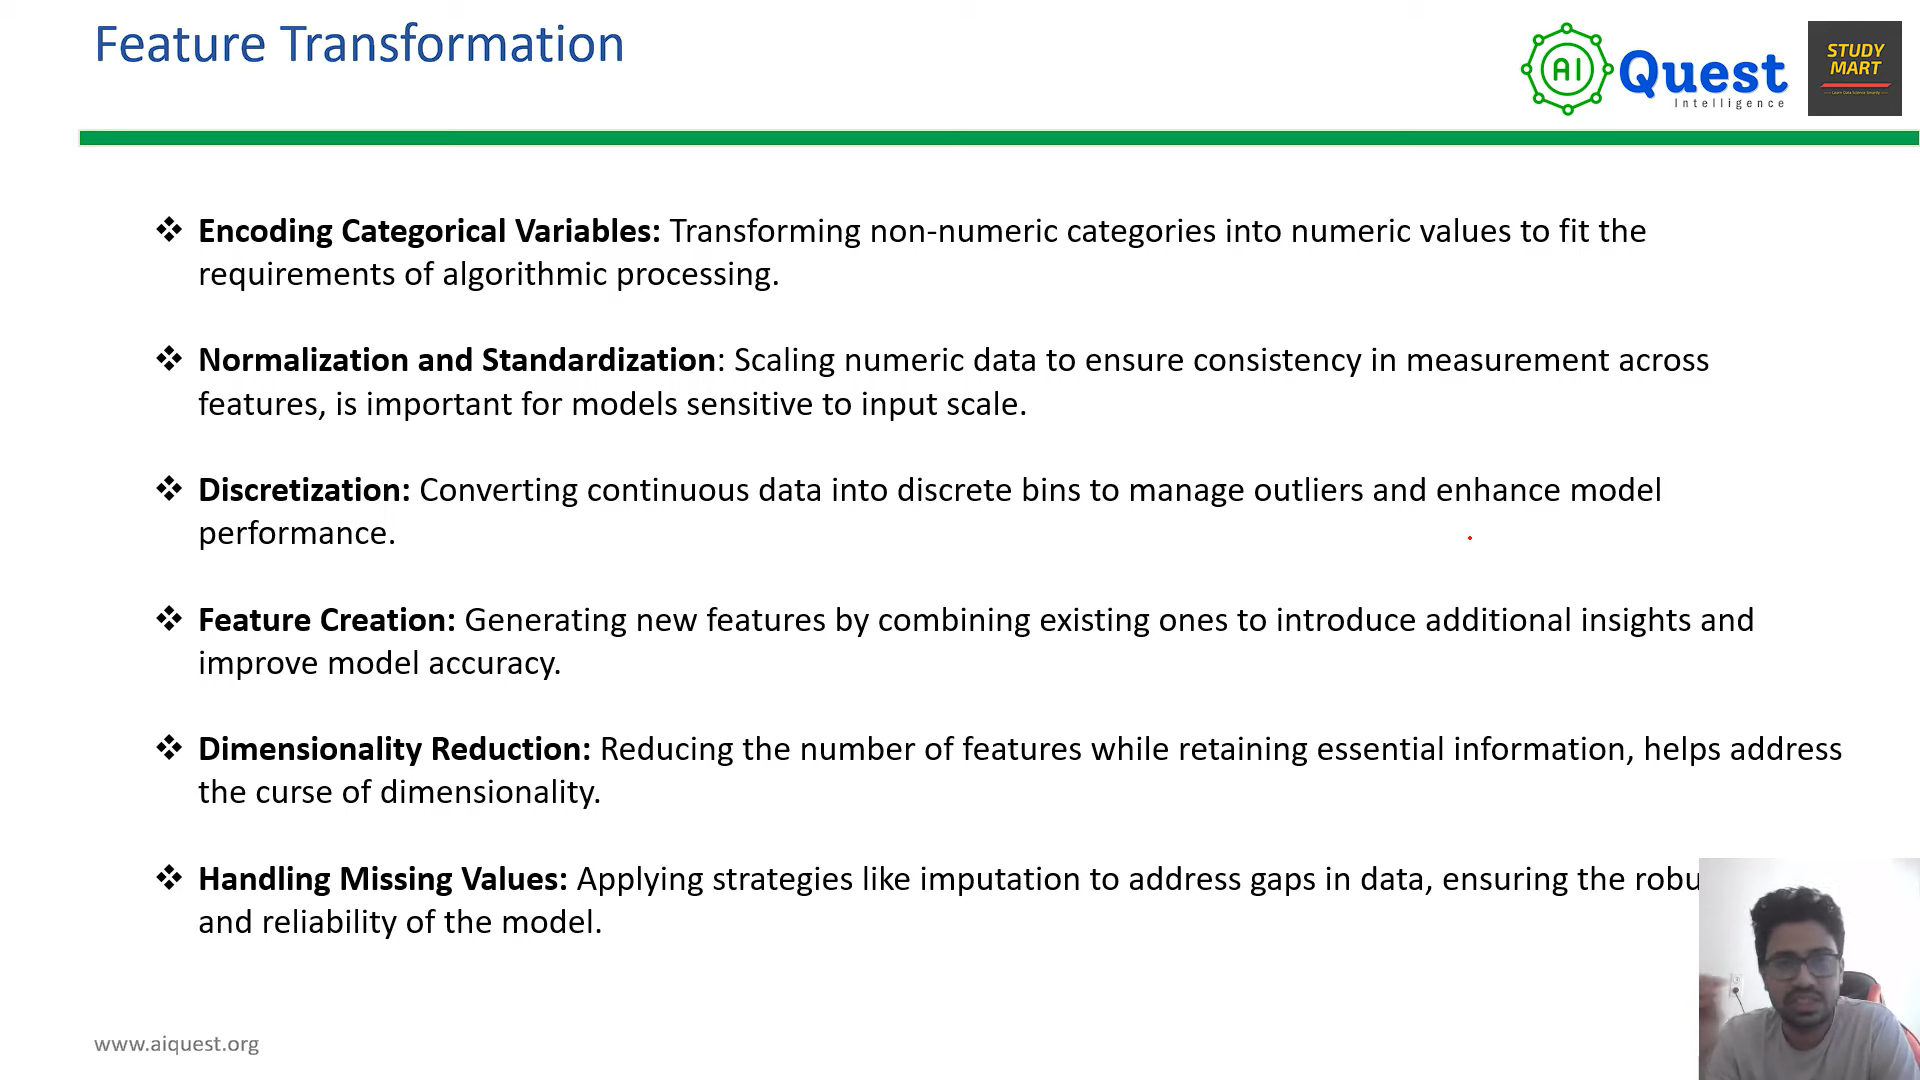 Feature Transformation
AI Quest
Intelligence
STUDY
MART
❖ Encoding Categorical Variables: Transforming non-numeric categories into numeric values to fit the
requirements of algorithmic processing.
❖ Normalization and Standardization: Scaling numeric data to ensure consistency in measurement across
features, is important for models sensitive to input scale.
❖ Discretization: Converting continuous data into discrete bins to manage outliers and enhance model
performance.
❖ Feature Creation: Generating new features by combining existing ones to introduce additional insights and
improve model accuracy.
❖ Dimensionality Reduction: Reducing the number of features while retaining essential information, helps address
the curse of dimensionality.
❖ Handling Missing Values: Applying strategies like imputation to address gaps in data, ensuring the robu
and reliability of the model.
www.aiquest.org